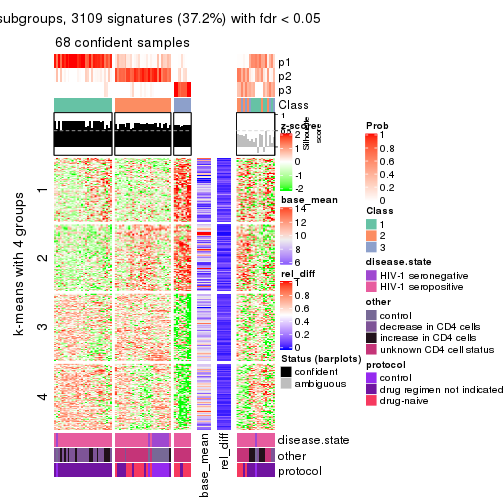 subgroups, 3109 signatures (37.2%) with fdr < 0.05
68 confident samples
p1
p2
p3
Class
1
0.5
0
Silhouette
score
z-score
2
1
0
-1
-2
base_mean
14
12
10
8
6
rel_diff
1
0.8
0.6
0.4
0.2
0
Status (barplots)
confident
ambiguous
Prob
1
0.8
0.6
0.4
0.2
0
Class
1
2
3
disease.state
HIV-1 seronegative
HIV-1 seropositive
other
control
decrease in CD4 cells
increase in CD4 cells
unknown CD4 cell status
protocol
control
drug regimen not indicated
drug-naive
k-means with 4 groups
1
2
3
4
disease.state
other
protocol
base_mean
rel_diff